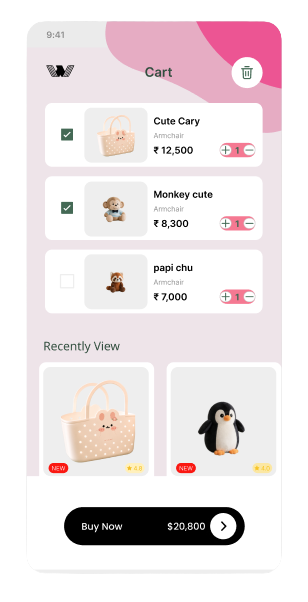 9:41
Cart
Cute Cary
Armchair
₹ 12,500
1
Monkey cute
Armchair
₹ 8,300
1
papi chu
Armchair
₹ 7,000
1
Recently View
NEW
4.8
NEW
Buy Now
$20,800